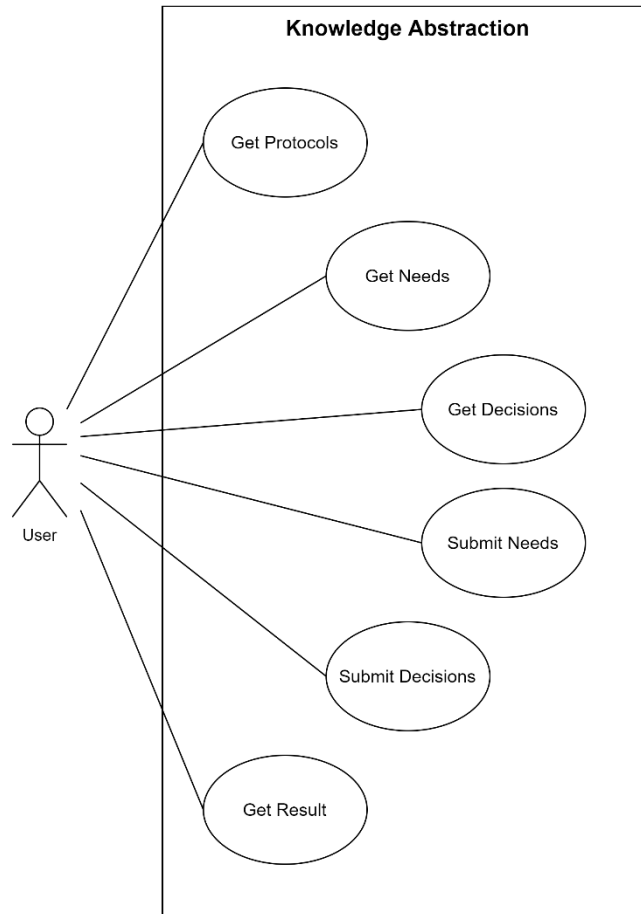 Knowledge Abstraction
Get Protocols
Get Needs
Get Decisions
Submit Needs
User
Submit Decisions
Get Result